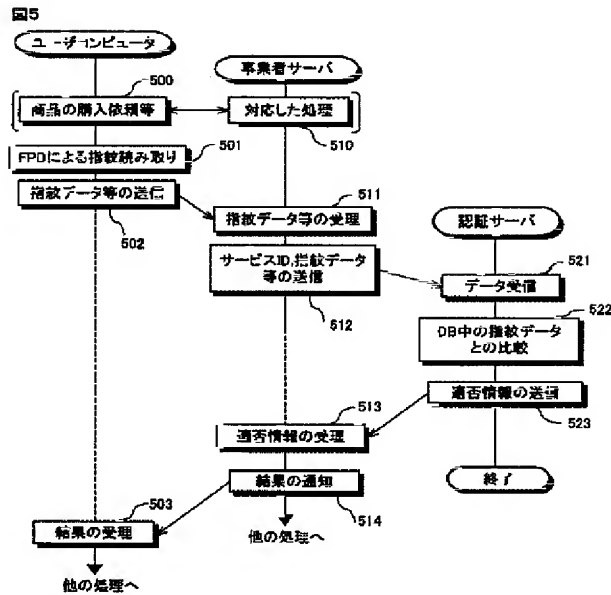 図5
ユーザコンピュータ
事業者サーバ
500
商品の購入依頼等
対応した処理
510
501
FPDによる指紋読み取り
指紋データ等の送信
502
511
指紋データ等の受理
認証サーバ
サービスID,指紋データ
等の送信
512
521
データ受信
522
DB中の指紋データ
との比較
適否情報の送信
523
513
適否情報の受理
終了
結果の通知
514
503
結果の受理
他の処理へ
他の処理へ